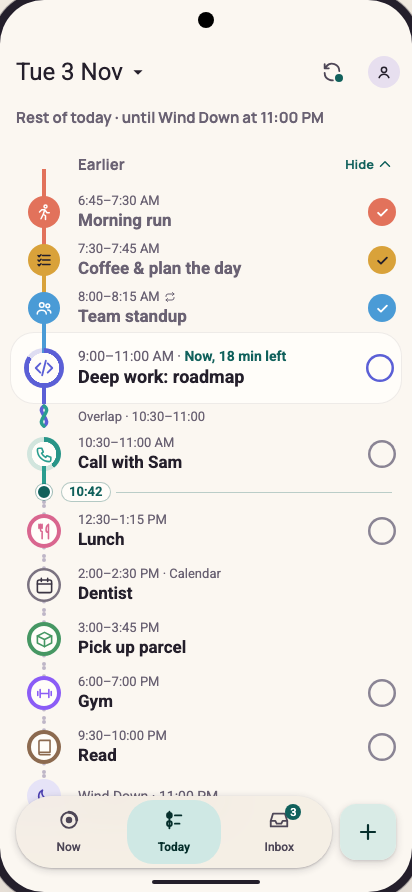 Tue 3 Nov
Rest of today · until Wind Down at 11:00 PM
Earlier
Hide
6:45–7:30 AM
Morning run
7:30–7:45 AM
Coffee & plan the day
8:00–8:15 AM
Team standup
9:00–11:00 AM · Now, 18 min left
Deep work: roadmap
Overlap · 10:30–11:00
10:30–11:00 AM
Call with Sam
10:42
12:30–1:15 PM
Lunch
2:00–2:30 PM · Calendar
Dentist
3:00–3:45 PM
Pick up parcel
6:00–7:00 PM
Gym
9:30–10:00 PM
Read
Wind Down · 11:00 PM
3
Now
Today
Inbox